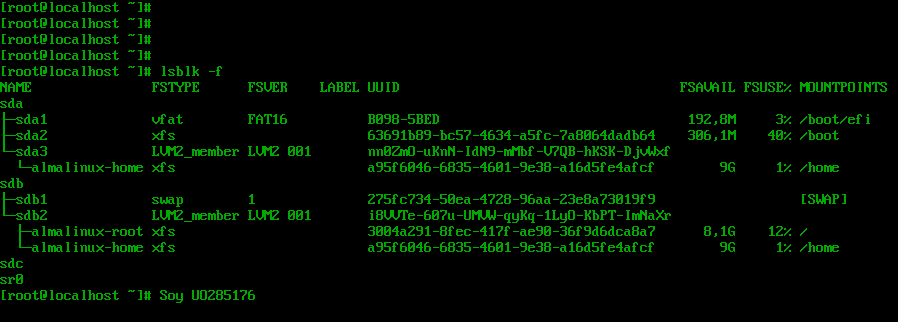 [root@localhost ~]#
[root@localhost ~]#
[root@localhost ~]#
[root@localhost ~]#
[root@localhost ~]# lsblk -f
NAME FSTYPE FSVER LABEL UUID FSAVAIL FSUSE% MOUNTPOINTS
sda
├─sda1 vfat FAT16 B098-5BED 192,8M 3% /boot/efi
├─sda2 xfs 63691b89-bc57-4634-a5fc-7a8064dadb64 306,1M 40% /boot
└─sda3 LVM2_member LVM2 001 nn0ZmO-uKnN-IdN9-mMbf-V7QB-hKSK-DjvWxf
└─almalinux-home xfs a95f6046-6835-4601-9e38-a16d5fe4afcf 9G 1% /home
sdb
├─sdb1 swap 1 275fc734-50ea-4728-96aa-23e8a73019f9 [SWAP]
└─sdb2 LVM2_member LVM2 001 i8VVTe-607u-UMVW-qyKq-1LyO-KbPT-ImNaXr
├─almalinux-root xfs 3004a291-8fec-417f-ae90-36f9d6dca8a7 8,1G 12% /
└─almalinux-home xfs a95f6046-6835-4601-9e38-a16d5fe4afcf 9G 1% /home
sdc
sr0
[root@localhost ~]# Soy UO285176